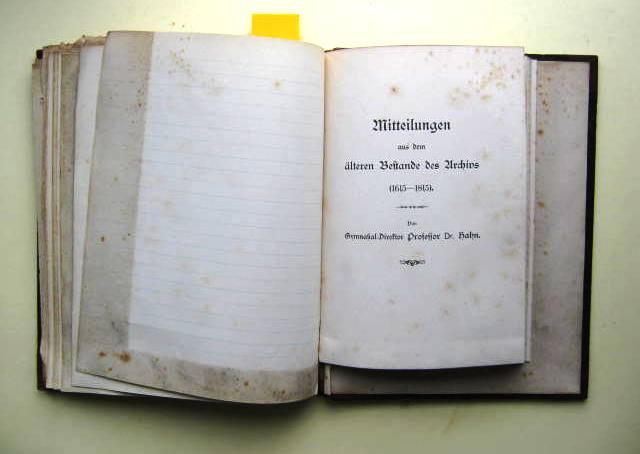 Mitteilungen
aus dem
älteren Bestande des Archivs
(1615—1815).
Von
Gymnasial-Direktor Professor Dr. Hahn.